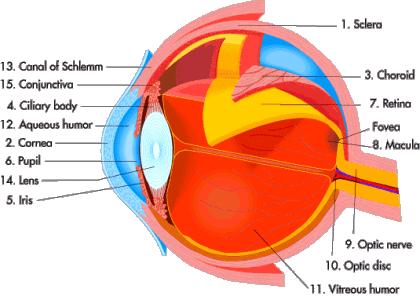 1. Sclera
13. Canal of Schlemm
15. Conjunctiva
3. Choroid
4. Ciliary body
7. Retina
12. Aqueous humor
Fovea
2. Cornea
8. Macula
6. Pupil
14. Lens
5. Iris
9. Optic nerve
10. Optic disc
11. Vitreous humor